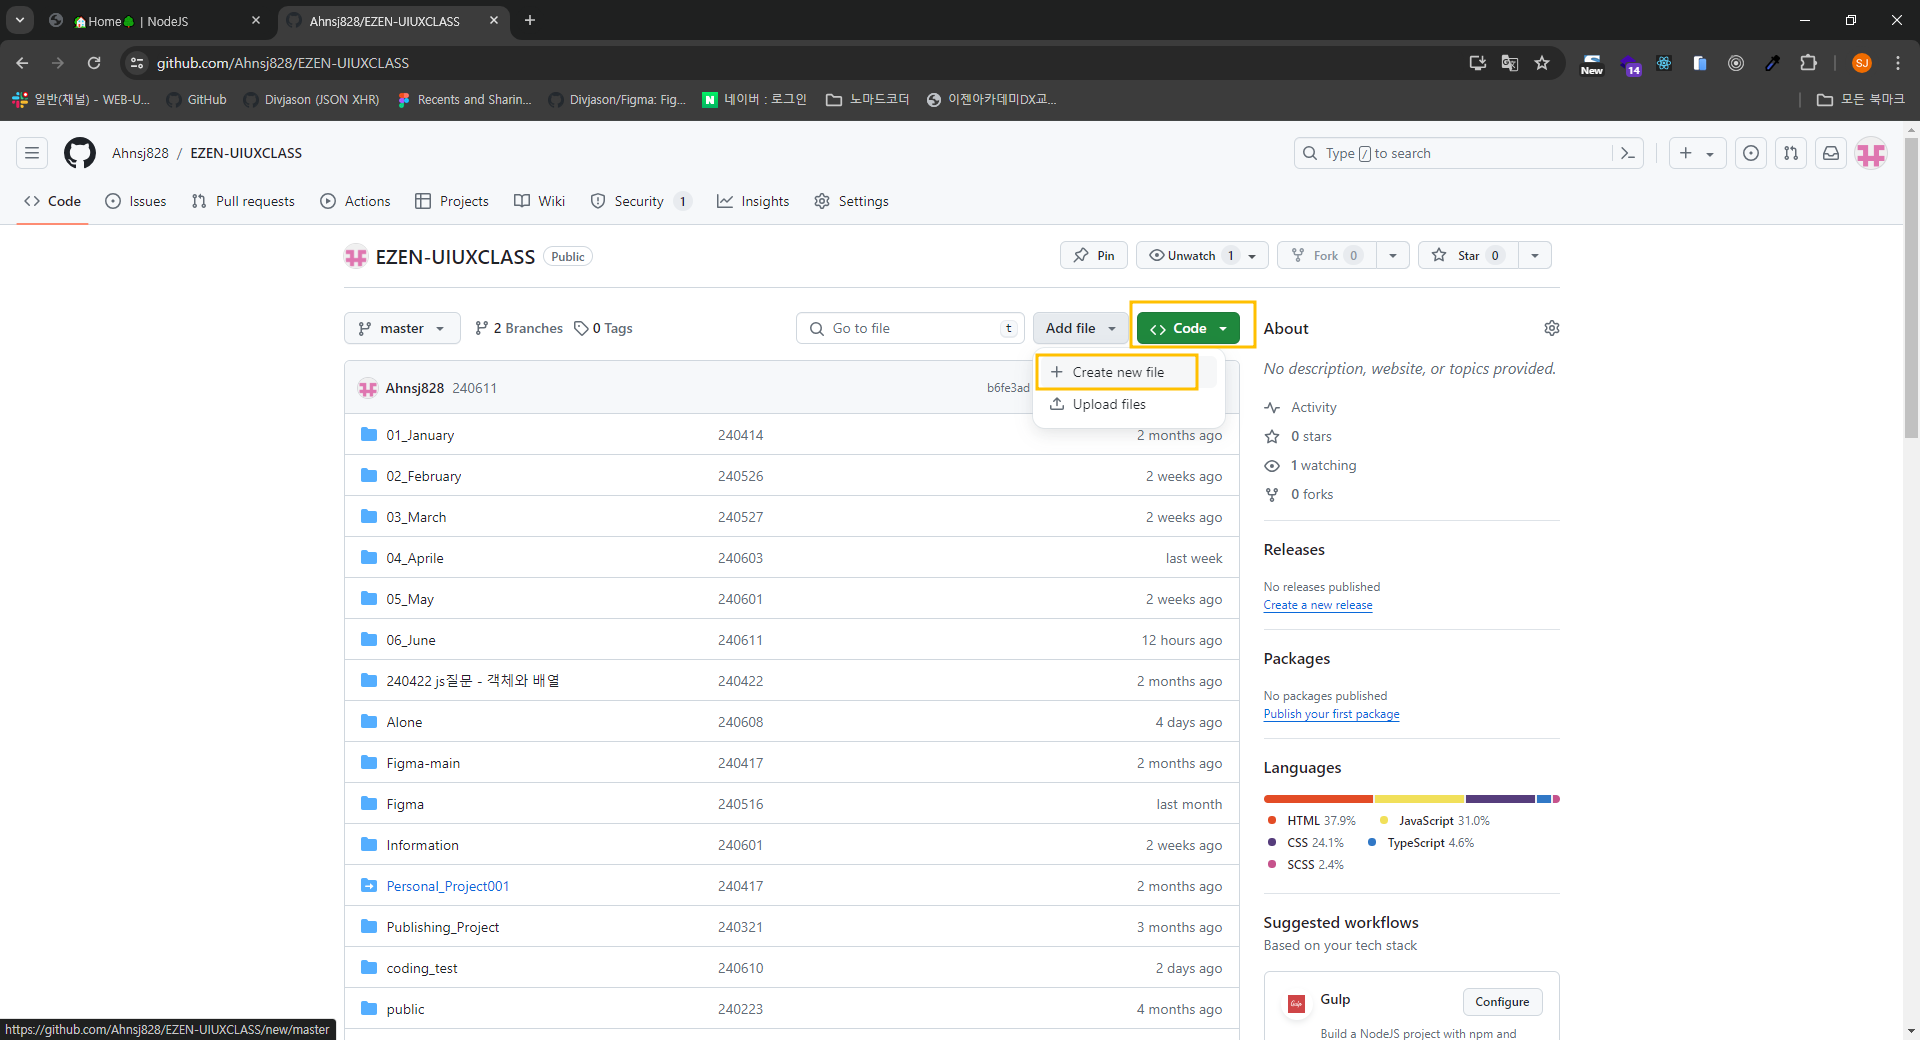 🏠Home🌳 | NodeJS
Ahnsj828/EZEN-UIUXCLASS
github.com/Ahnsj828/EZEN-UIUXCLASS
New
14
SJ
일반(채널) - WEB-U...
GitHub
Divjason (JSON XHR)
Recents and Sharin...
Divjason/Figma: Fig...
N 네이버 : 로그인
노마드코더
이젠아카데미DX교...
모든 북마크
Ahnsj828 / EZEN-UIUXCLASS
Type / to search
Code
Issues
Pull requests
Actions
Projects
Wiki
Security 1
Insights
Settings
EZEN-UIUXCLASS Public
Pin
Unwatch 1
Fork 0
Star 0
master
2 Branches
0 Tags
Go to file t
Add file
Code
Create new file
Upload files
Ahnsj828 240611 b6fe3ad
01_January 240414 2 months ago
02_February 240526 2 weeks ago
03_March 240527 2 weeks ago
04_Aprile 240603 last week
05_May 240601 2 weeks ago
06_June 240611 12 hours ago
240422 js질문 - 객체와 배열 240422 2 months ago
Alone 240608 4 days ago
Figma-main 240417 2 months ago
Figma 240516 last month
Information 240601 2 weeks ago
Personal_Project001 240417 2 months ago
Publishing_Project 240321 3 months ago
coding_test 240610 2 days ago
public 240223 4 months ago
About
No description, website, or topics provided.
Activity
0 stars
1 watching
0 forks
Releases
No releases published
Create a new release
Packages
No packages published
Publish your first package
Languages
HTML 37.9%
JavaScript 31.0%
CSS 24.1%
TypeScript 4.6%
SCSS 2.4%
Suggested workflows
Based on your tech stack
Gulp
Configure
Build a NodeJS project with npm and
https://github.com/Ahnsj828/EZEN-UIUXCLASS/new/master